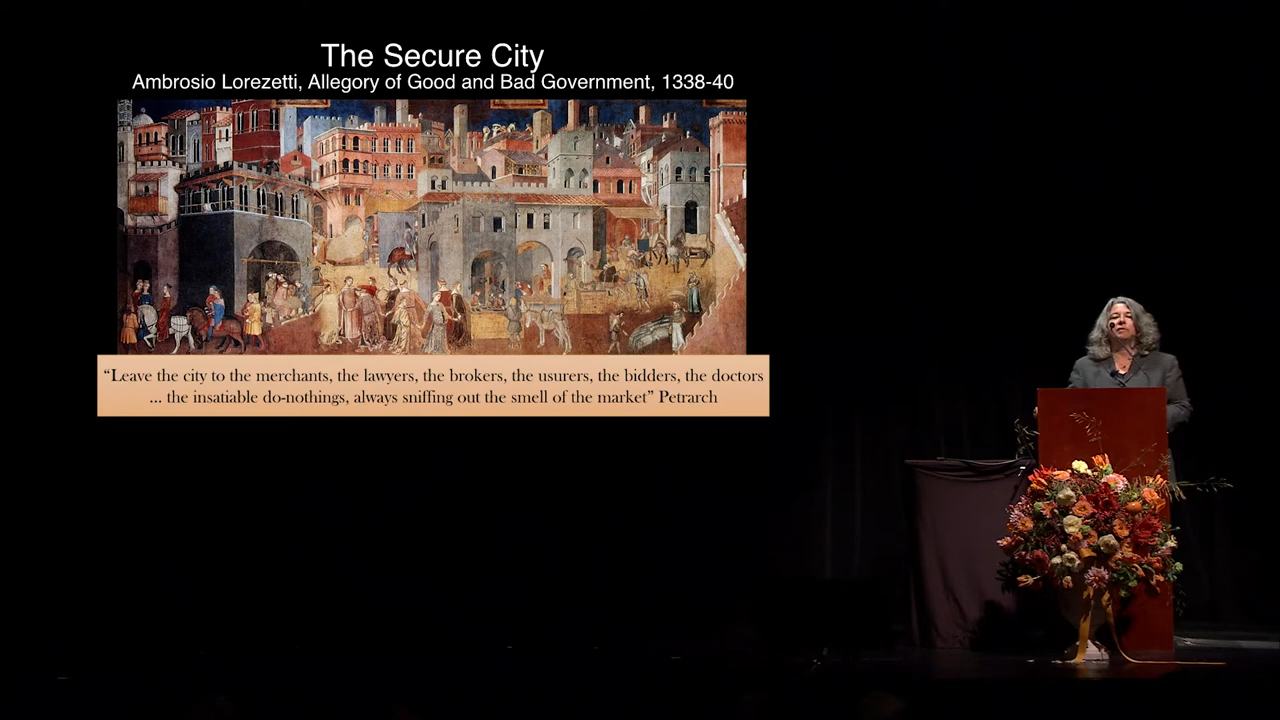 The Secure City
Ambrosio Lorezetti, Allegory of Good and Bad Government, 1338-40
“Leave the city to the merchants, the lawyers, the brokers, the usurers, the bidders, the doctors
... the insatiable do-nothings, always sniffing out the smell of the market” Petrarch